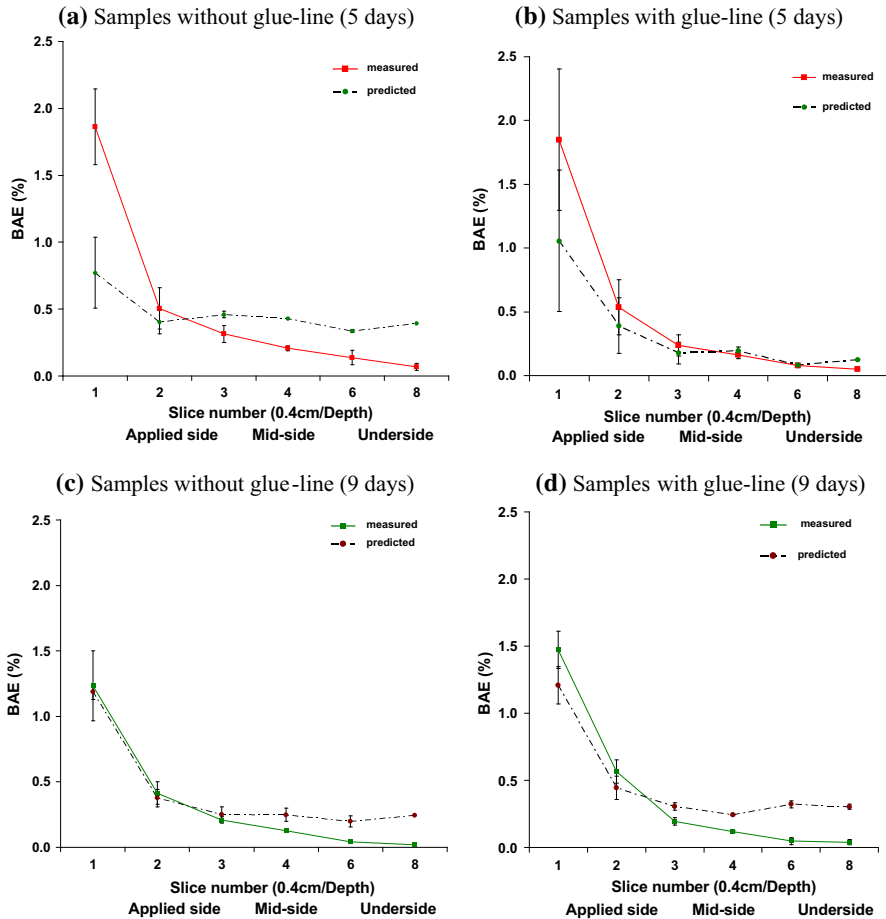 (a) Samples without glue-line (5 days)
2.5
2.0
1.5
1.0
0.5
0.0
BAE (%)
measured
predicted
1 2 3 4 6 8
Slice number (0.4cm/Depth)
Applied side Mid-side Underside
(b) Samples with glue-line (5 days)
2.5
2.0
1.5
1.0
0.5
0.0
BAE (%)
measured
predicted
1 2 3 4 6 8
Slice number (0.4cm/Depth)
Applied side Mid-side Underside
(c) Samples without glue-line (9 days)
2.5
2.0
1.5
1.0
0.5
0.0
BAE (%)
measured
predicted
1 2 3 4 6 8
Slice number (0.4cm/Depth)
Applied side Mid-side Underside
(d) Samples with glue-line (9 days)
2.5
2.0
1.5
1.0
0.5
0.0
BAE (%)
measured
predicted
1 2 3 4 6 8
Slice number (0.4cm/Depth)
Applied side Mid-side Underside